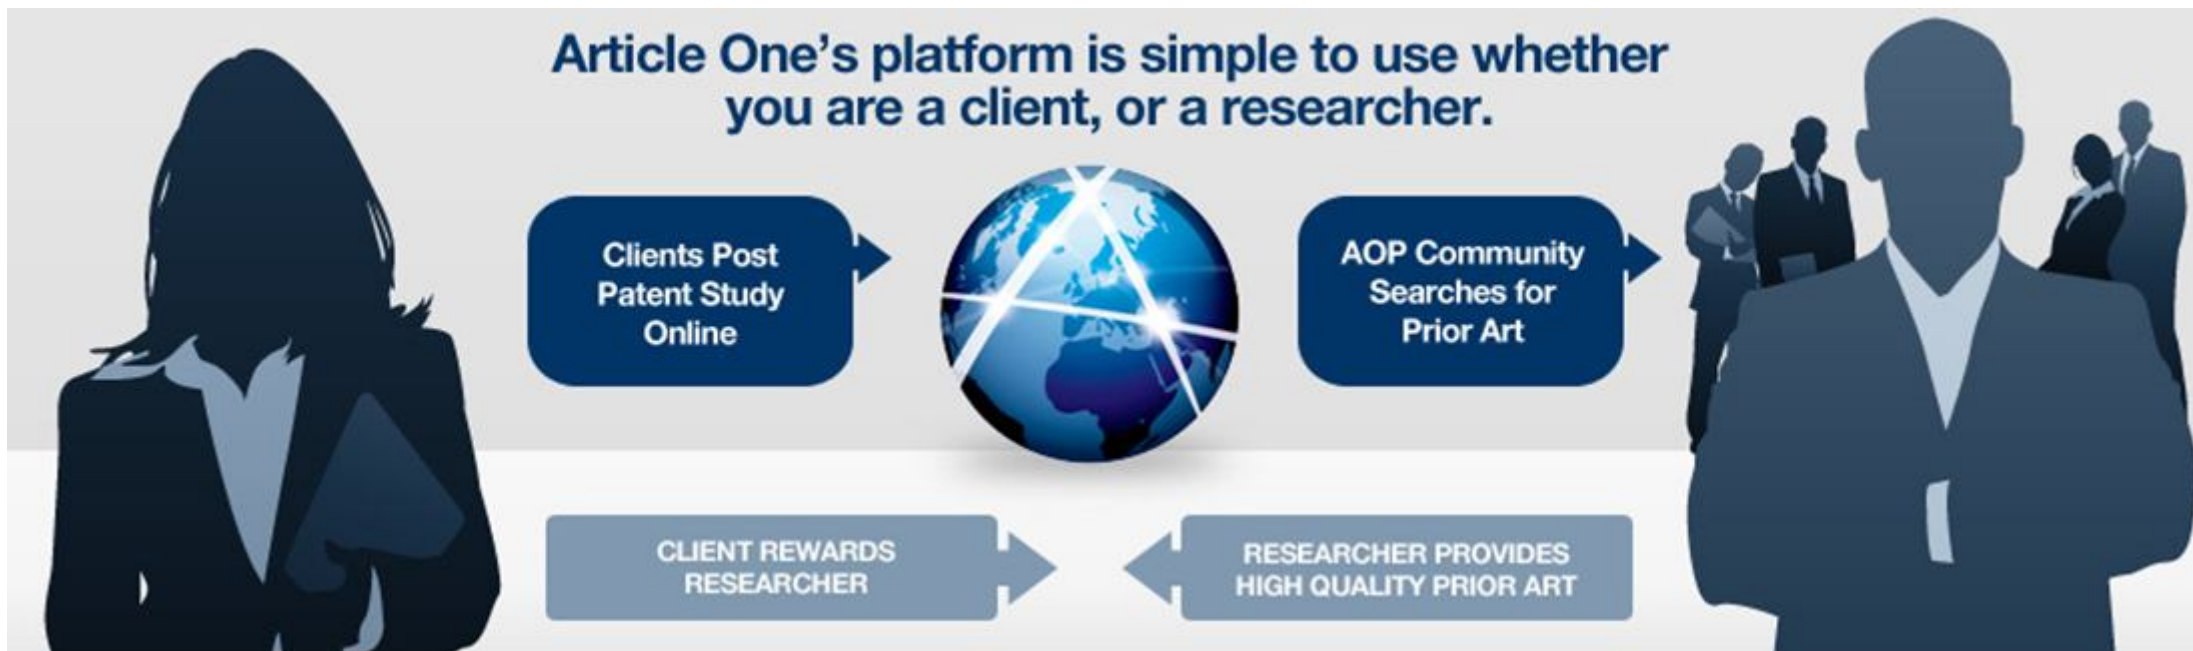 Article One's platform is simple to use whether
you are a client, or a researcher.
Clients Post
Patent Study
Online
AOP Community
Searches for
Prior Art
CLIENT REWARDS
RESEARCHER
RESEARCHER PROVIDES
HIGH QUALITY PRIOR ART